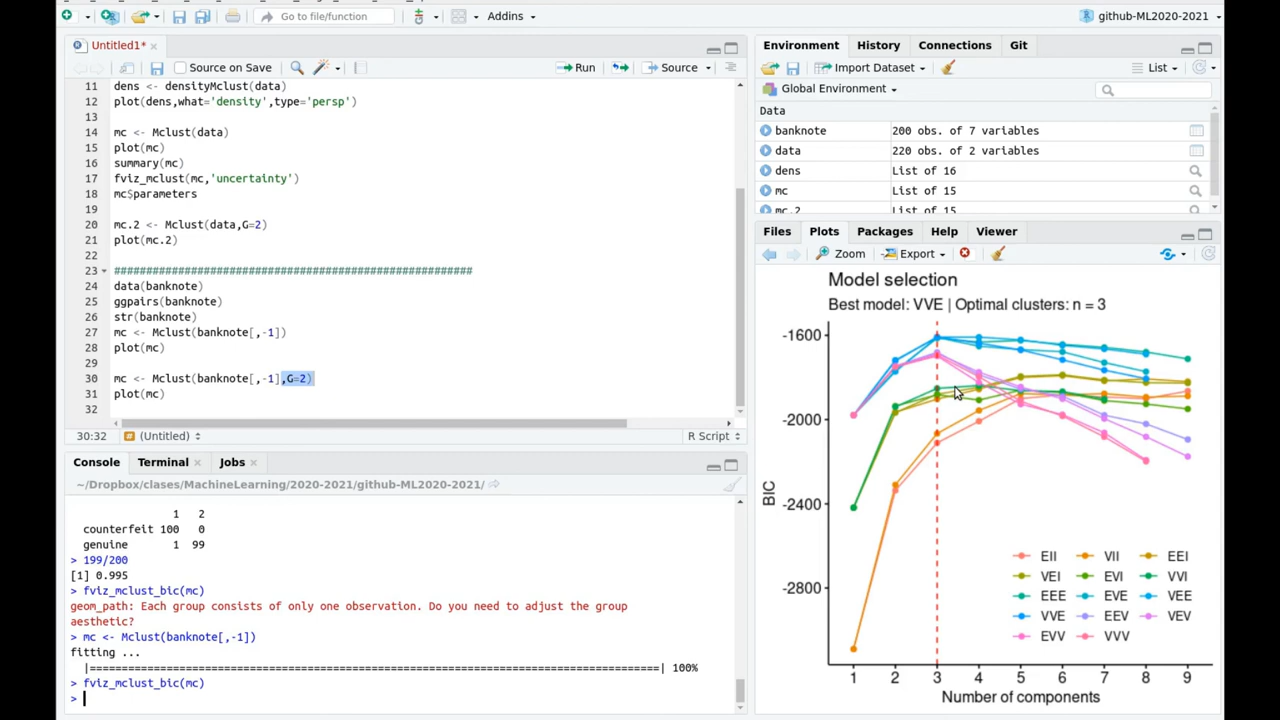 Go to file/function
Addins
github-ML2020-2021
Untitled1*
Source on Save
Run
Source
11 dens <- densityMclust(data)
12 plot(dens,what='density',type='persp')
13
14 mc <- Mclust(data)
15 plot(mc)
16 summary(mc)
17 fviz_mclust(mc,'uncertainty')
18 mc$parameters
19
20 mc.2 <- Mclust(data,G=2)
21 plot(mc.2)
22
23 #######################################################
24 data(banknote)
25 ggpairs(banknote)
26 str(banknote)
27 mc <- Mclust(banknote[,-1])
28 plot(mc)
29
30 mc <- Mclust(banknote[,-1],G=2)
31 plot(mc)
32
30:32 (Untitled) R Script
Console Terminal Jobs
~/Dropbox/clases/MachineLearning/2020-2021/github-ML2020-2021/
1 2
counterfeit 100 0
genuine 1 99
> 199/200
[1] 0.995
> fviz_mclust_bic(mc)
geom_path: Each group consists of only one observation. Do you need to adjust the group
aesthetic?
> mc <- Mclust(banknote[,-1])
fitting ...
|=======================================================================| 100%
> fviz_mclust_bic(mc)
>
Environment History Connections Git
Import Dataset List
Global Environment
Data
banknote 200 obs. of 7 variables
data 220 obs. of 2 variables
dens List of 16
mc List of 15
mc.2 List of 15
Files Plots Packages Help Viewer
Zoom Export
Model selection
Best model: VVE | Optimal clusters: n = 3
-1600
-2000
-2400
-2800
BIC
EII VII EEI
VEI EVI VVI
EEE EVE VEE
VVE EEV VEV
EVV VVV
1 2 3 4 5 6 7 8 9
Number of components